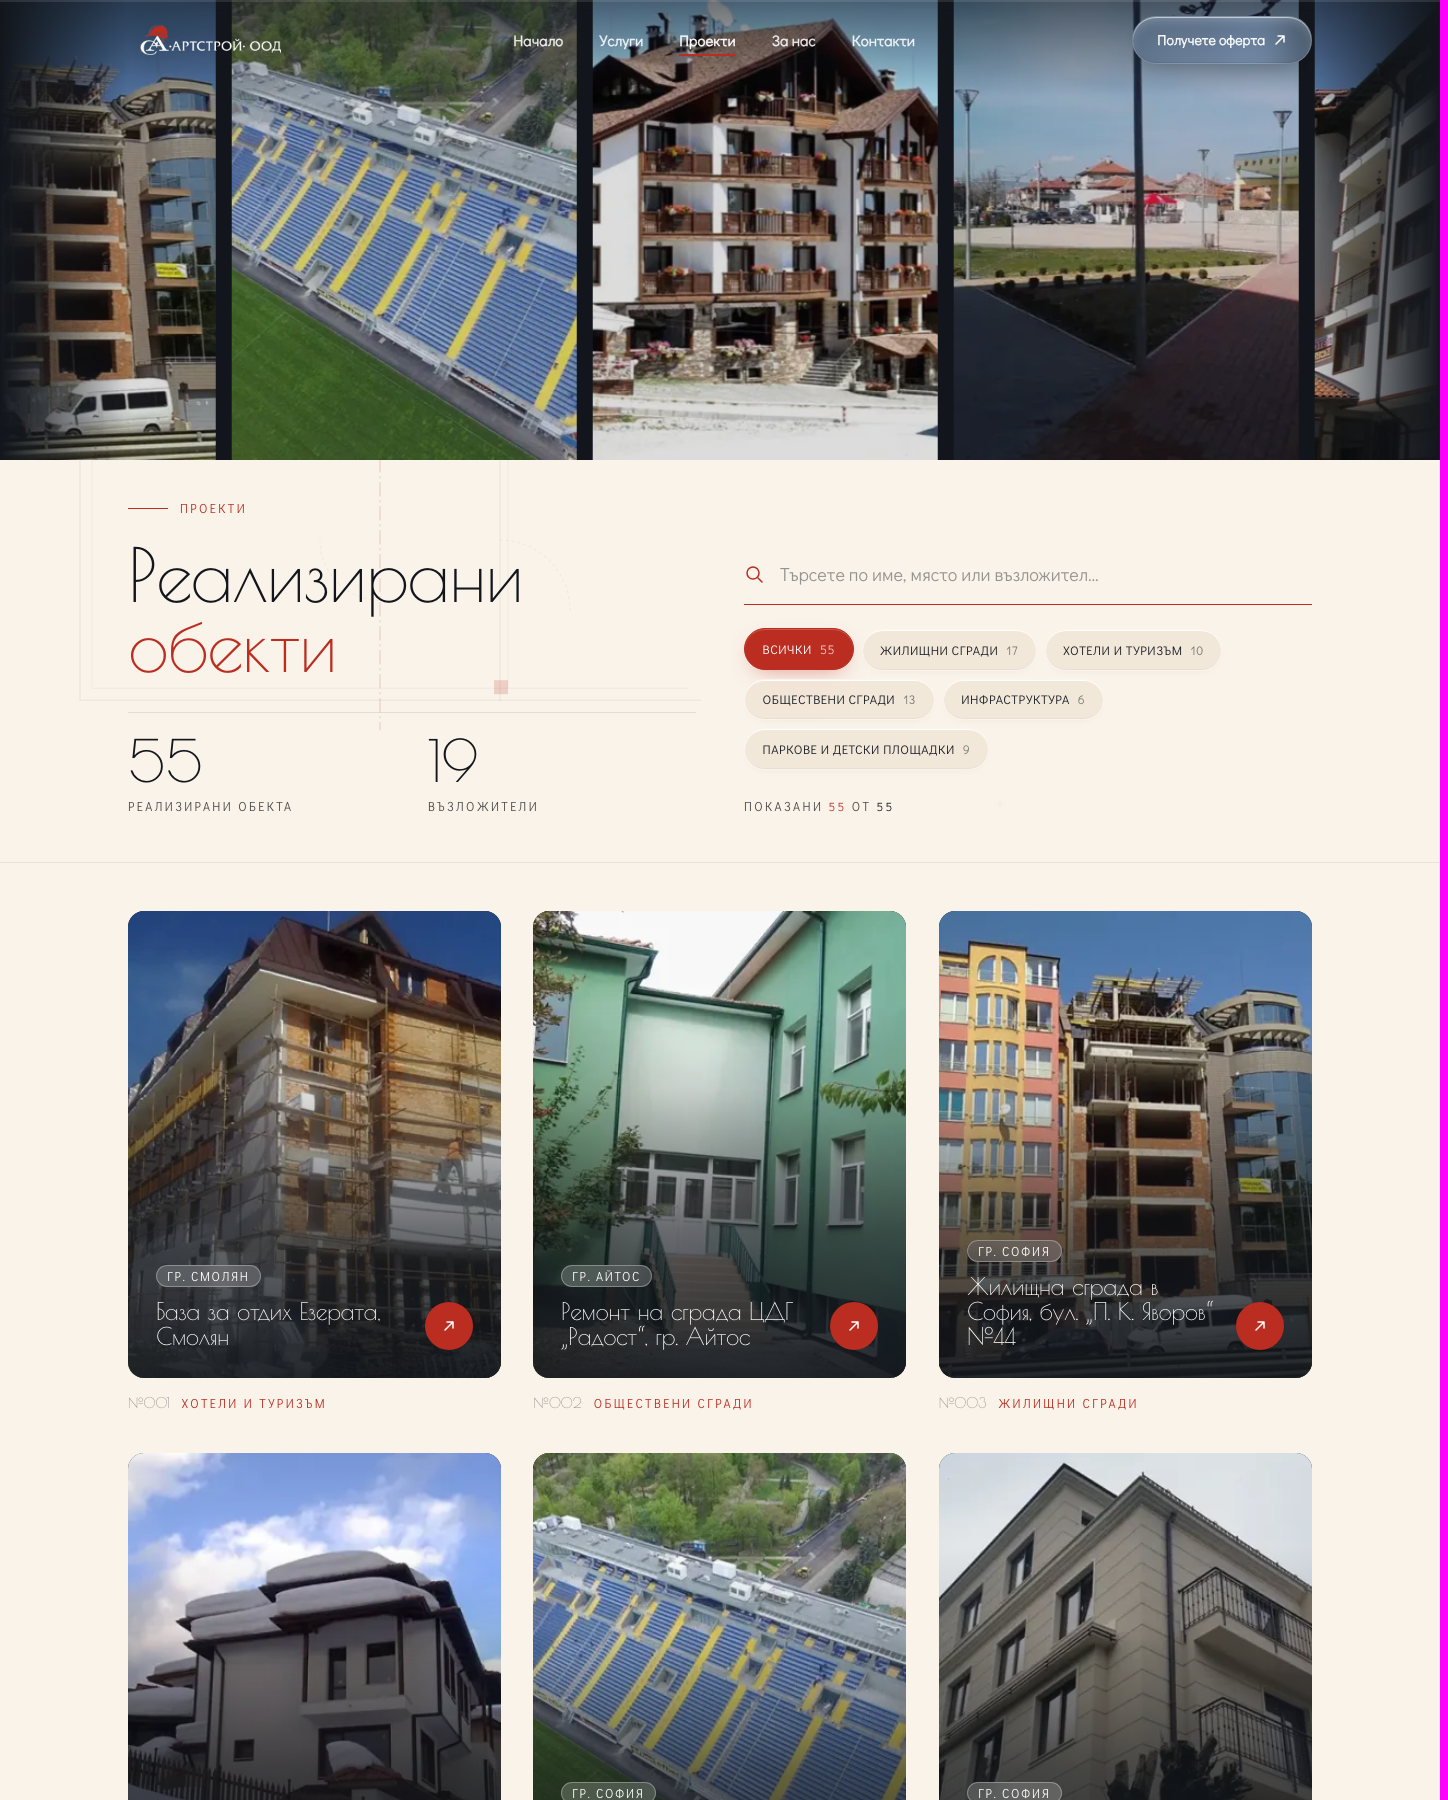 АРТСТРОЙ· ООД
Начало
Услуги
Проекти
За нас
Контакти
Получете оферта
ПРОЕКТИ
Реализирани
обекти
55
РЕАЛИЗИРАНИ ОБЕКТА
19
ВЪЗЛОЖИТЕЛИ
Търсете по име, място или възложител...
ВСИЧКИ 55
ЖИЛИЩНИ СГРАДИ 17
ХОТЕЛИ И ТУРИЗЪМ 10
ОБЩЕСТВЕНИ СГРАДИ 13
ИНФРАСТРУКТУРА 6
ПАРКОВЕ И ДЕТСКИ ПЛОЩАДКИ 9
ПОКАЗАНИ 55 ОТ 55
ГР. СМОЛЯН
База за отдих Езерата,
Смолян
№001 ХОТЕЛИ И ТУРИЗЪМ
ГР. АЙТОС
Ремонт на сграда ЦДГ
„Радост“, гр. Айтос
№002 ОБЩЕСТВЕНИ СГРАДИ
ГР. СОФИЯ
Жилищна сграда в
София, бул. „П. К. Яворов“
№44
№003 ЖИЛИЩНИ СГРАДИ
ГР. СОФИЯ
ГР. СОФИЯ